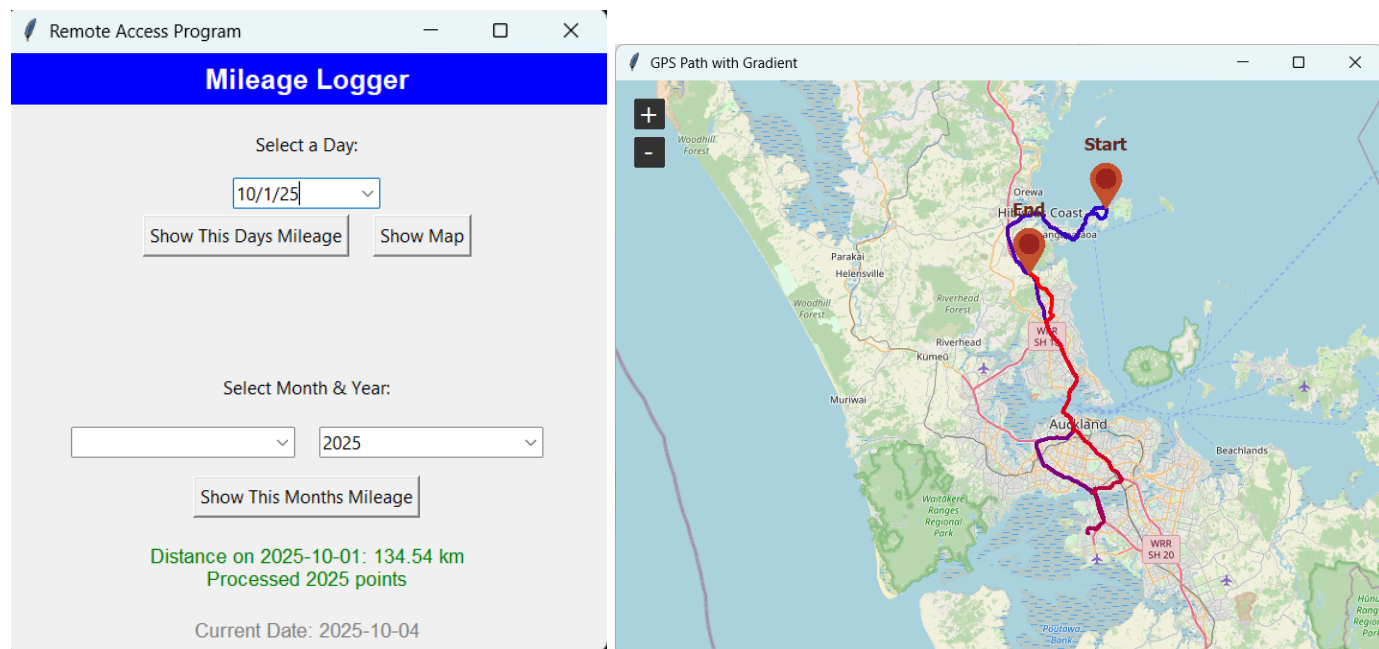 Remote Access Program
Mileage Logger
Select a Day:
10/1/25
Show This Days Mileage
Show Map
Select Month & Year:
2025
Show This Months Mileage
Distance on 2025-10-01: 134.54 km
Processed 2025 points
Current Date: 2025-10-04
GPS Path with Gradient
+
-
Woodhill
Forest
Start
Orewa
End
Coast
Parakai
Helensville
Woodhill
Forest
Riverhead
Forest
Riverhead
Kumeū
WRR
SH
Muriwai
Auckland
Beachlands
Waitākere
Ranges
Regional
Park
WRR
SH 20
Poutawa
Bank